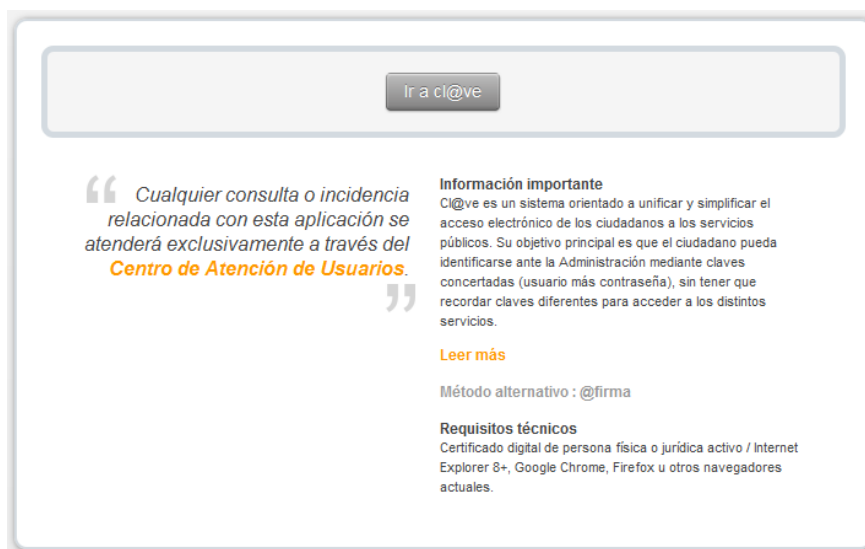 Ir a cl@ve
“ Cualquier consulta o incidencia
relacionada con esta aplicación se
atenderá exclusivamente a través del
Centro de Atención de Usuarios.
”
Información importante
Cl@ve es un sistema orientado a unificar y simplificar el
acceso electrónico de los ciudadanos a los servicios
públicos. Su objetivo principal es que el ciudadano pueda
identificarse ante la Administración mediante claves
concertadas (usuario más contraseña), sin tener que
recordar claves diferentes para acceder a los distintos
servicios.
Leer más
Método alternativo : @firma
Requisitos técnicos
Certificado digital de persona física o jurídica activo / Internet
Explorer 8+, Google Chrome, Firefox u otros navegadores
actuales.